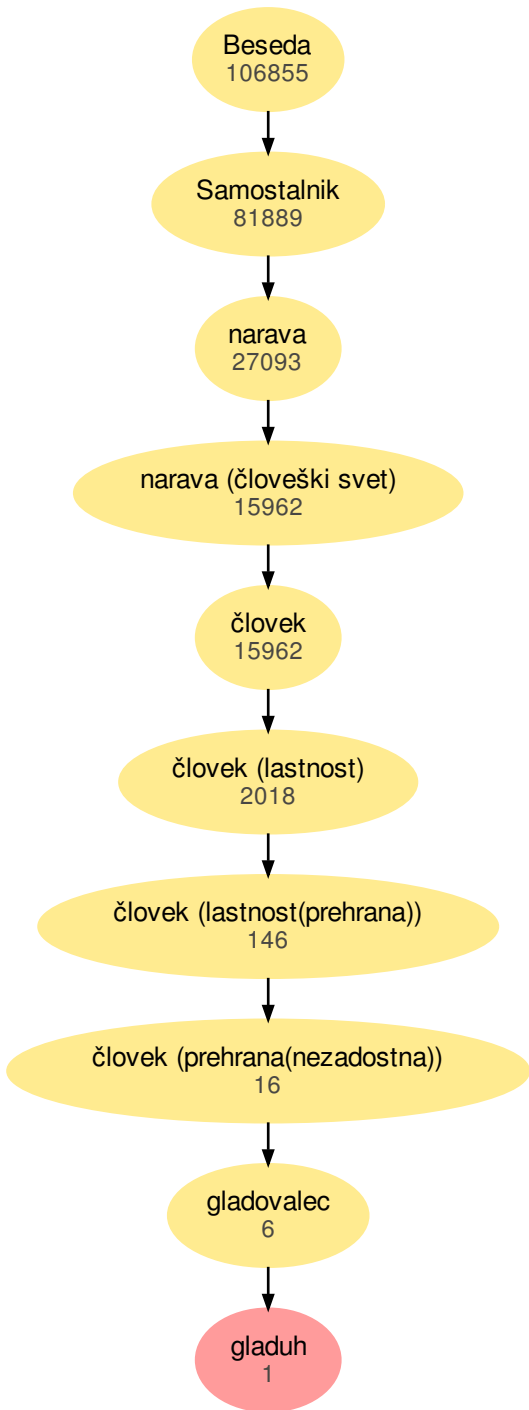 Beseda
106855
Samostalnik
81889
narava
27093
narava (človeški svet)
15962
človek
15962
človek (lastnost)
2018
človek (lastnost(prehrana))
146
človek (prehrana(nezadostna))
16
gladovalec
6
gladuh
1